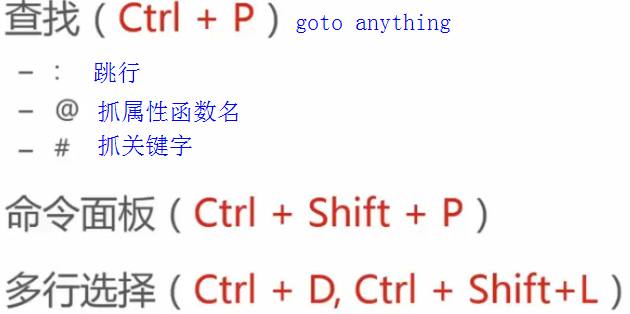 查找（Ctrl + P）goto anything
– : 跳行
– @ 抓属性函数名
– # 抓关键字
命令面板（Ctrl + Shift + P）
多行选择（Ctrl + D, Ctrl + Shift+L）